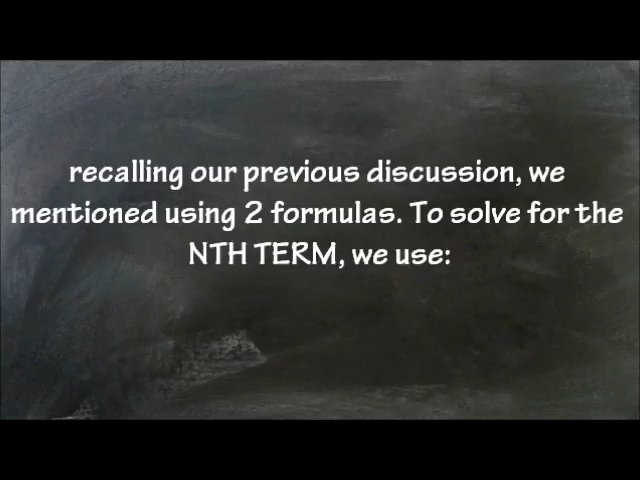 recalling our previous discussion, we
mentioned using 2 formulas. To solve for the
NTH TERM, we use: